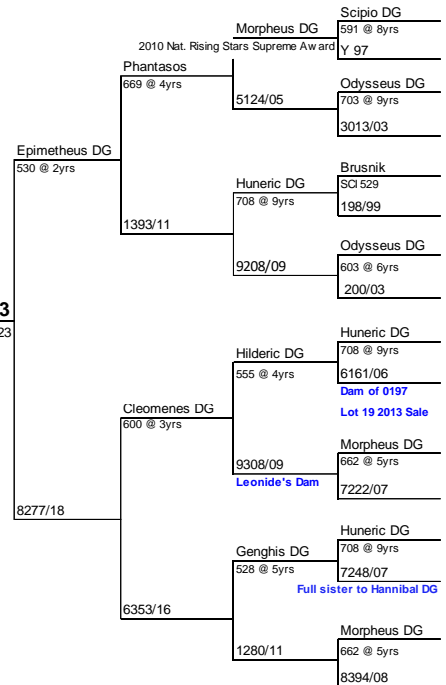 Scipio DG
Morpheus DG
591 @ 8yrs
2010 Nat. Rising Stars Supreme Award
Y 97
Phantasos
669 @ 4yrs
Odysseus DG
5124/05
703 @ 9yrs
3013/03
Epimetheus DG
530 @ 2yrs
Brusnik
Huneric DG
SCI 529
708 @ 9yrs
198/99
1393/11
Odysseus DG
9208/09
603 @ 6yrs
200/03
3
23
Huneric DG
Hilderic DG
708 @ 9yrs
555 @ 4yrs
6161/06
Dam of 0197
Cleomenes DG
Lot 19 2013 Sale
600 @ 3yrs
Morpheus DG
9308/09
662 @ 5yrs
Leonide's Dam
7222/07
8277/18
Huneric DG
Genghis DG
708 @ 9yrs
528 @ 5yrs
7248/07
Full sister to Hannibal DG
6353/16
Morpheus DG
1280/11
662 @ 5yrs
8394/08